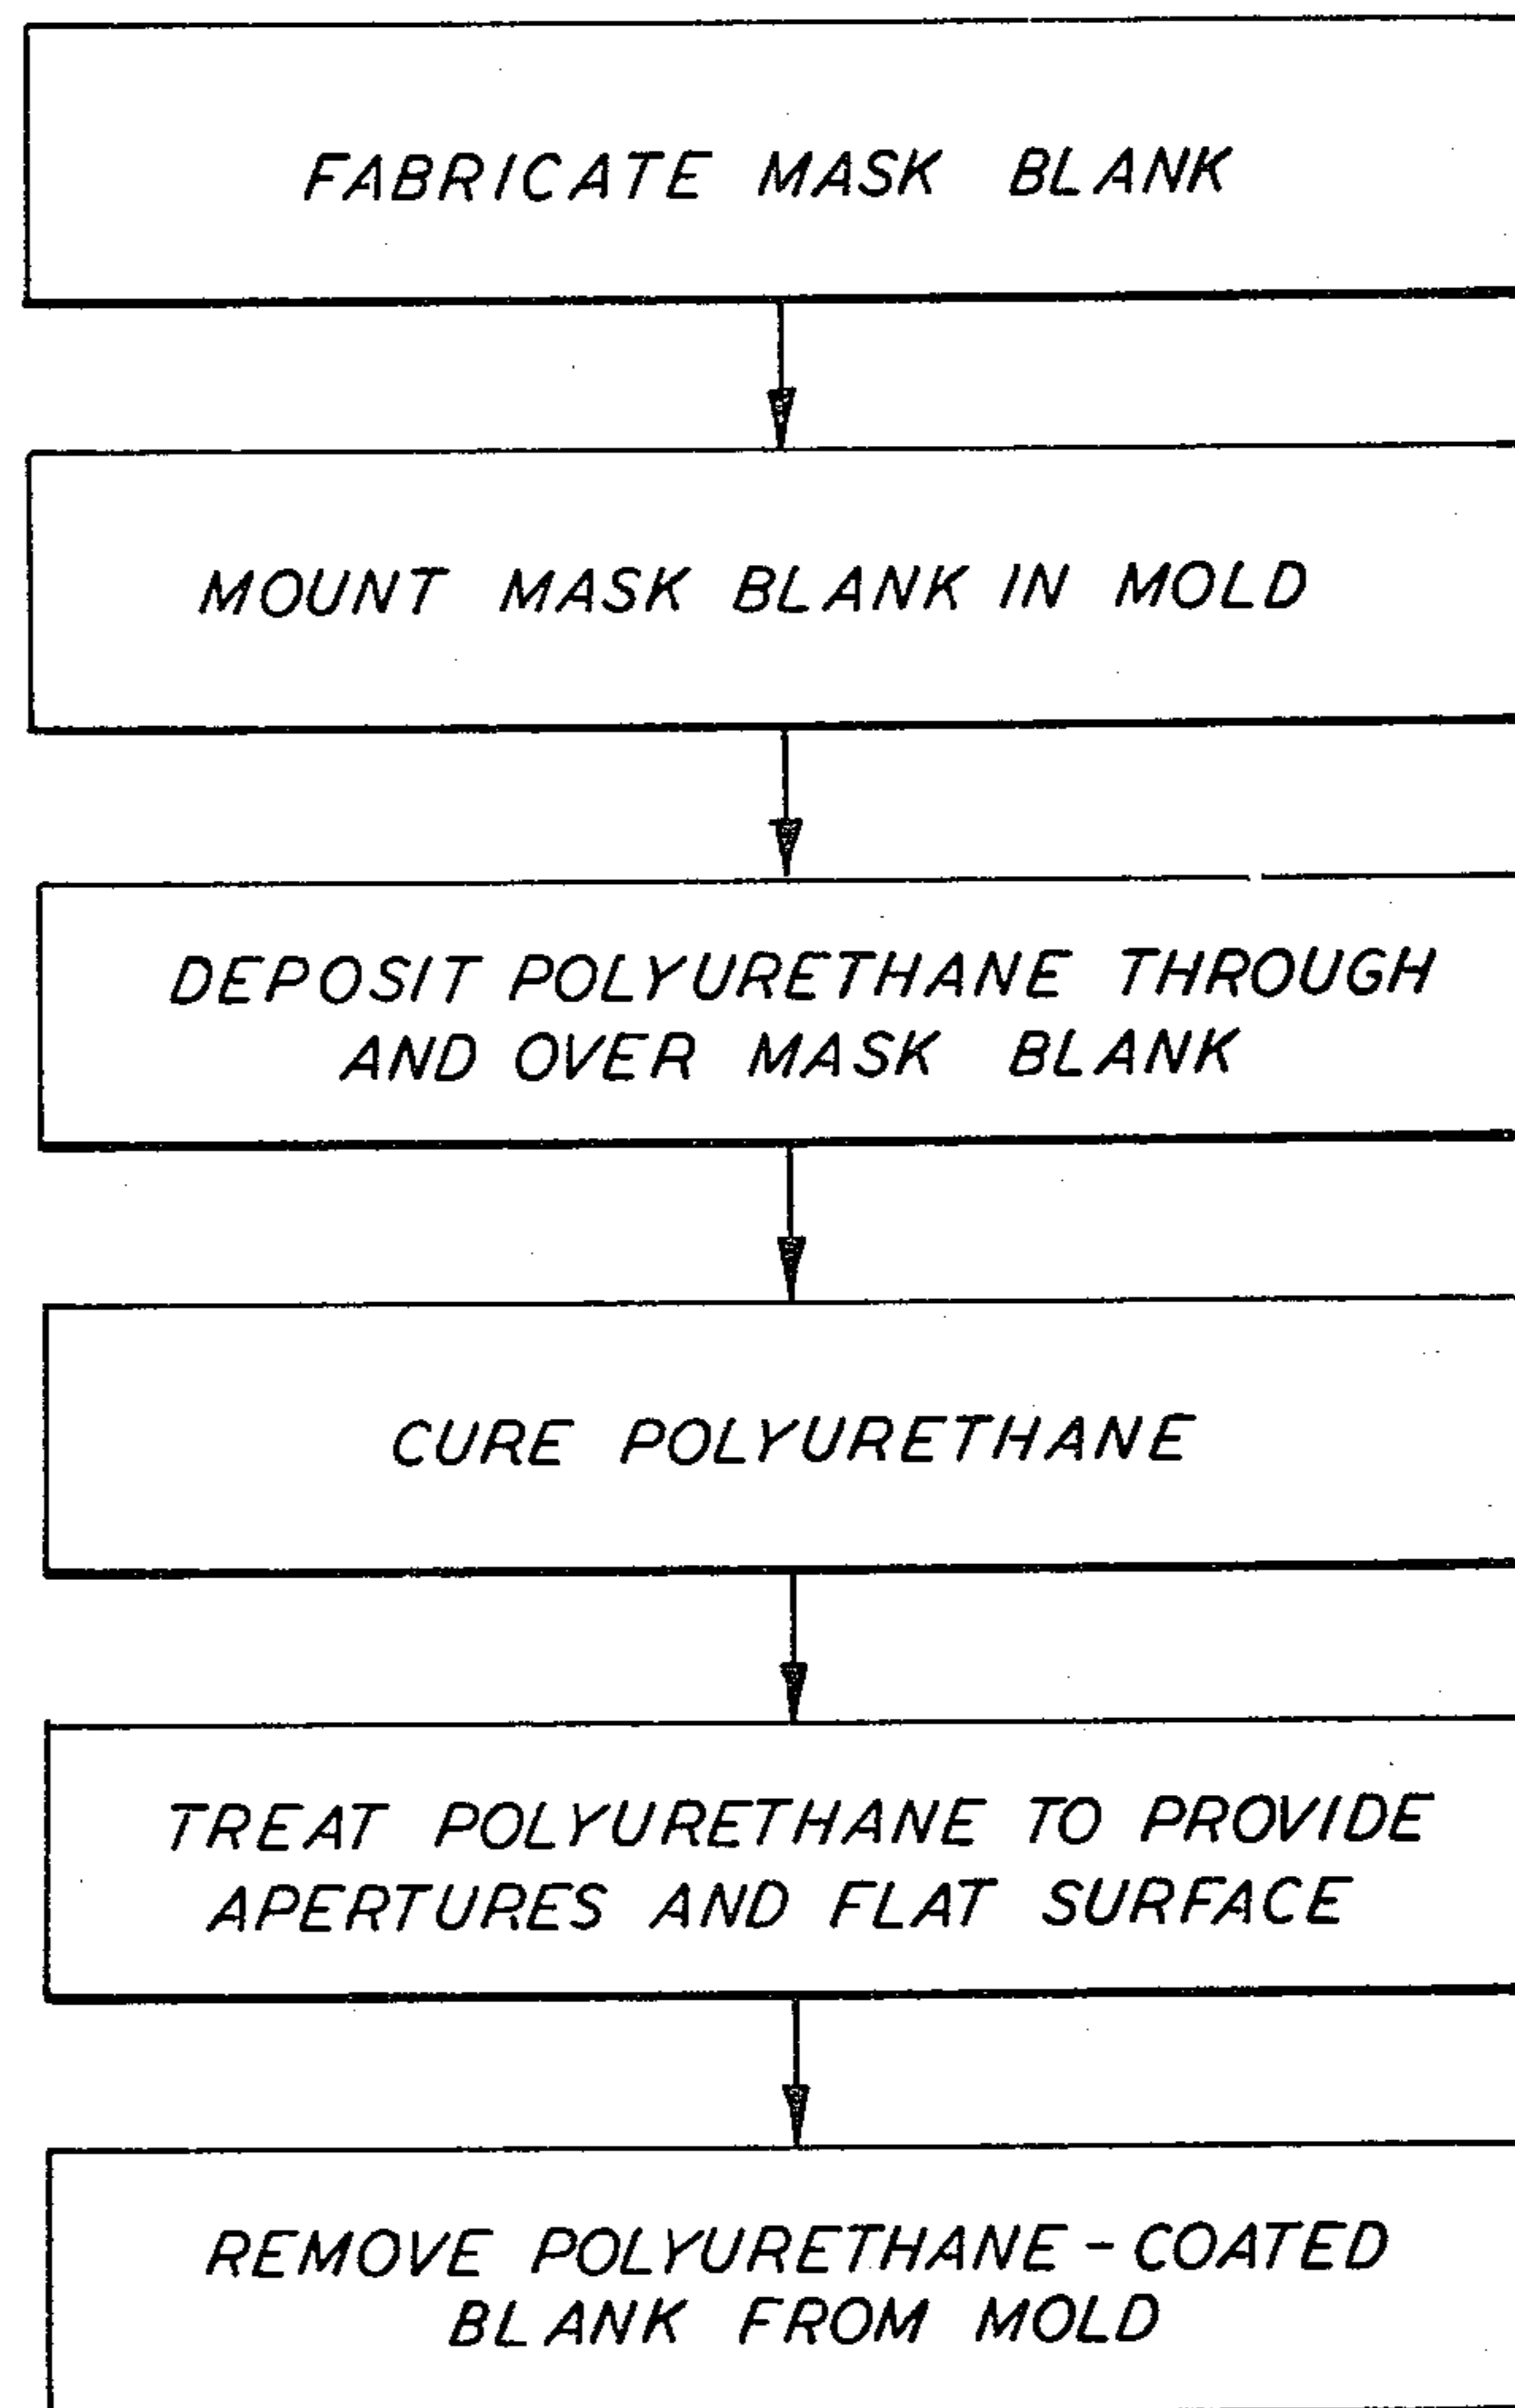 FABRICATE MASK BLANK
MOUNT MASK BLANK IN MOLD
DEPOSIT POLYURETHANE THROUGH
AND OVER MASK BLANK
CURE POLYURETHANE
TREAT POLYURETHANE TO PROVIDE
APERTURES AND FLAT SURFACE
REMOVE POLYURETHANE-COATED
BLANK FROM MOLD